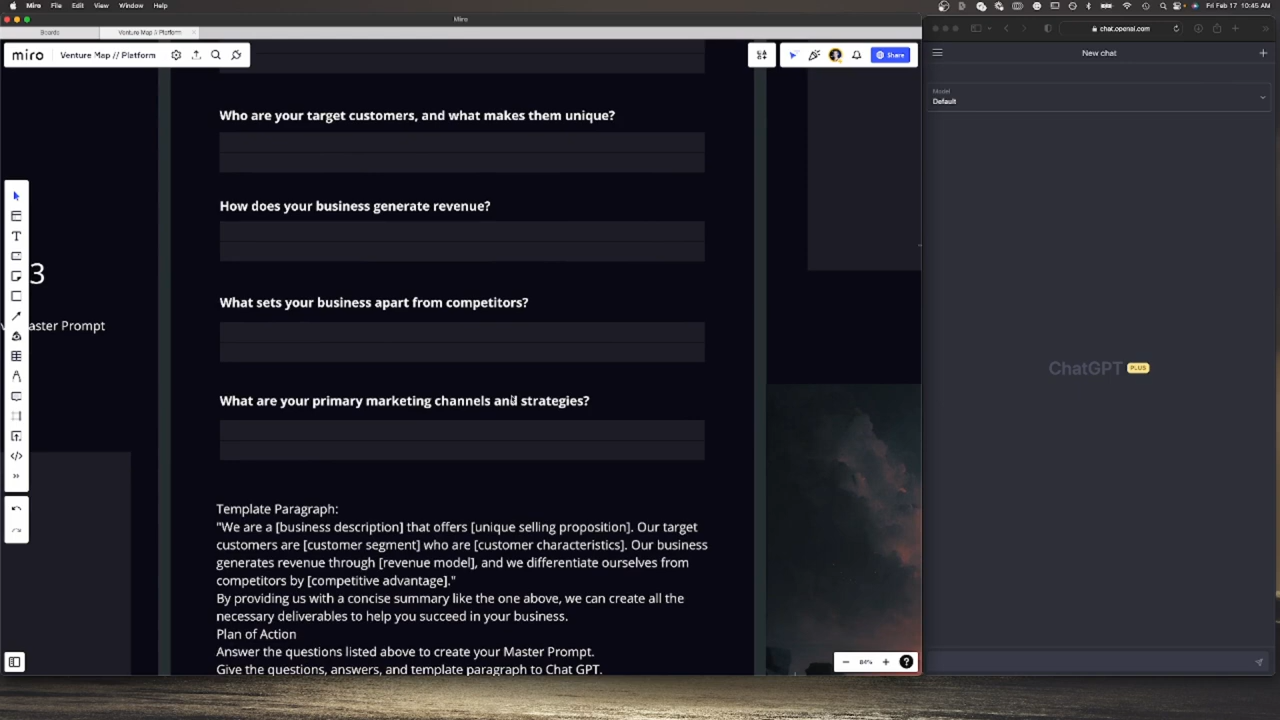 Miro File Edit View Window Help
Fri Feb 17 10:45 AM
Miro
Boards
Venture Map // Platform
chat.openai.com
miro
Venture Map // Platform
Share
New chat
Model
Default
Who are your target customers, and what makes them unique?
How does your business generate revenue?
3
What sets your business apart from competitors?
aster Prompt
ChatGPT PLUS
What are your primary marketing channels and strategies?
Template Paragraph:
"We are a [business description] that offers [unique selling proposition]. Our target
customers are [customer segment] who are [customer characteristics]. Our business
generates revenue through [revenue model], and we differentiate ourselves from
competitors by [competitive advantage]."
By providing us with a concise summary like the one above, we can create all the
necessary deliverables to help you succeed in your business.
Plan of Action
Answer the questions listed above to create your Master Prompt.
Give the questions, answers, and template paragraph to Chat GPT.
84%